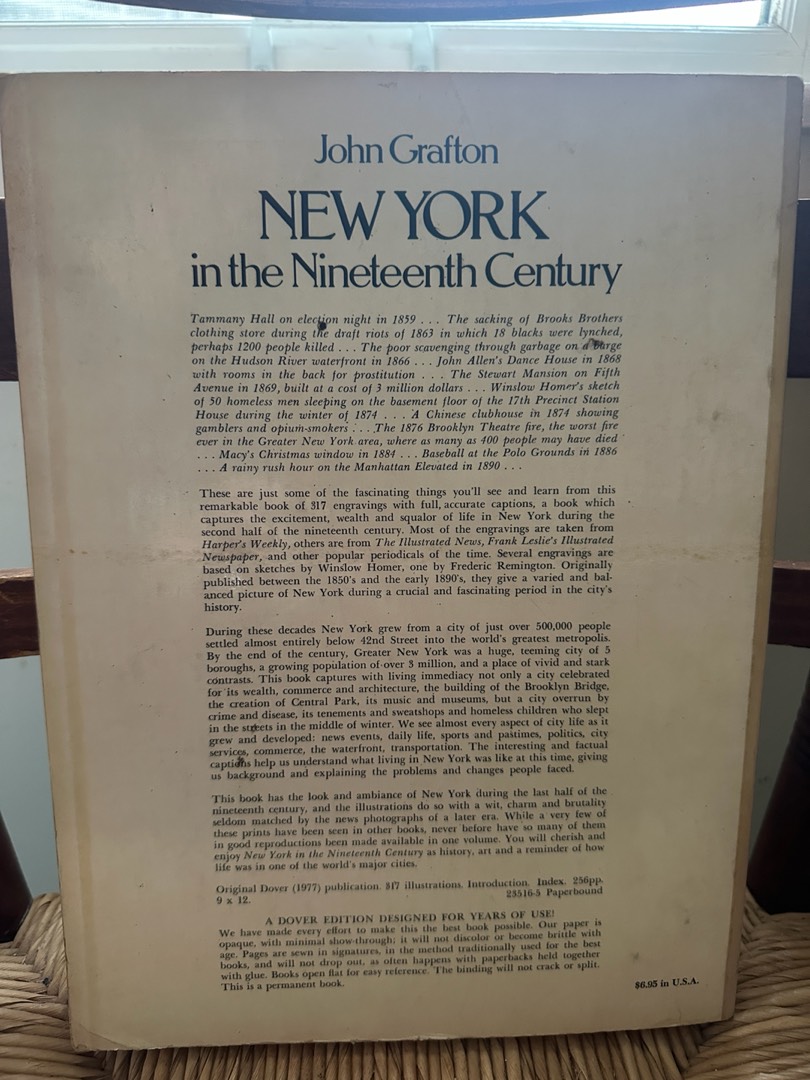 John Grafton
NEW YORK
in the Nineteenth Century
Tammany Hall on election night in 1859 . . . The sacking of Brooks Brothers
clothing store during the draft riots of 1863 in which 18 blacks were lynched,
perhaps 1200 people killed . . . The poor scavenging through garbage on a barge
on the Hudson River waterfront in 1866 . . . John Allen's Dance House in 1868
with rooms in the back for prostitution . . . The Stewart Mansion on Fifth
Avenue in 1869, built at a cost of 3 million dollars . . . Winslow Homer's sketch
of 50 homeless men sleeping on the basement floor of the 17th Precinct Station
House during the winter of 1874 . . . A Chinese clubhouse in 1874 showing
gamblers and opium-smokers . . . The 1876 Brooklyn Theatre fire, the worst fire
ever in the Greater New York area, where as many as 400 people may have died
. . . Macy's Christmas window in 1884 . . . Baseball at the Polo Grounds in 1886
. . . A rainy rush hour on the Manhattan Elevated in 1890 . . .
These are just some of the fascinating things you'll see and learn from this
remarkable book of 317 engravings with full, accurate captions, a book which
captures the excitement, wealth and squalor of life in New York during the
second half of the nineteenth century. Most of the engravings are taken from
Harper's Weekly, others are from The Illustrated News, Frank Leslie's Illustrated
Newspaper, and other popular periodicals of the time. Several engravings are
based on sketches by Winslow Homer, one by Frederic Remington. Originally
published between the 1850's and the early 1890's, they give a varied and bal-
anced picture of New York during a crucial and fascinating period in the city's
history.
During these decades New York grew from a city of just over 500,000 people
settled almost entirely below 42nd Street into the world's greatest metropolis.
By the end of the century, Greater New York was a huge, teeming city of 5
boroughs, a growing population of over 3 million, and a place of vivid and stark
contrasts. This book captures with living immediacy not only a city celebrated
for its wealth, commerce and architecture, the building of the Brooklyn Bridge,
the creation of Central Park, its music and museums, but a city overrun by
crime and disease, its tenements and sweatshops and homeless children who slept
in the streets in the middle of winter. We see almost every aspect of city life as it
grew and developed: news events, daily life, sports and pastimes, politics, city
services, commerce, the waterfront, transportation. The interesting and factual
captions help us understand what living in New York was like at this time, giving
us background and explaining the problems and changes people faced.
This book has the look and ambiance of New York during the last half of the
nineteenth century, and the illustrations do so with a wit, charm and brutality
seldom matched by the news photographs of a later era. While a very few of
these prints have been seen in other books, never before have so many of them
in good reproductions been made available in one volume. You will cherish and
enjoy New York in the Nineteenth Century as history, art and a reminder of how
life was in one of the world's major cities.
Original Dover (1977) publication. 317 illustrations. Introduction. Index. 256pp.
9 x 12. 23516-5 Paperbound
A DOVER EDITION DESIGNED FOR YEARS OF USE!
We have made every effort to make this the best book possible. Our paper is
opaque, with minimal show-through; it will not discolor or become brittle with
age. Pages are sewn in signatures, in the method traditionally used for the best
books, and will not drop out, as often happens with paperbacks held together
with glue. Books open flat for easy reference. The binding will not crack or split.
This is a permanent book.
$6.95 in U.S.A.